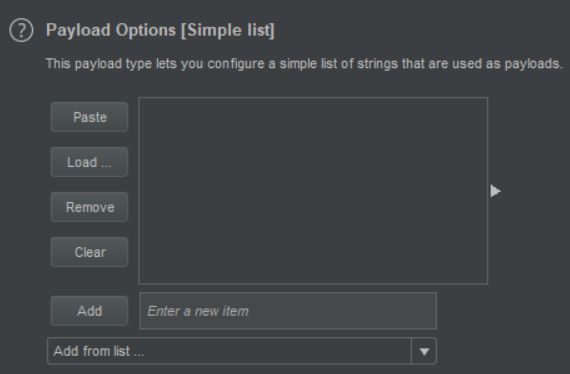 ? Payload Options [Simple list]
This payload type lets you configure a simple list of strings that are used as payloads.
Paste
Load ...
Remove
Clear
Add Enter a new item
Add from list ...